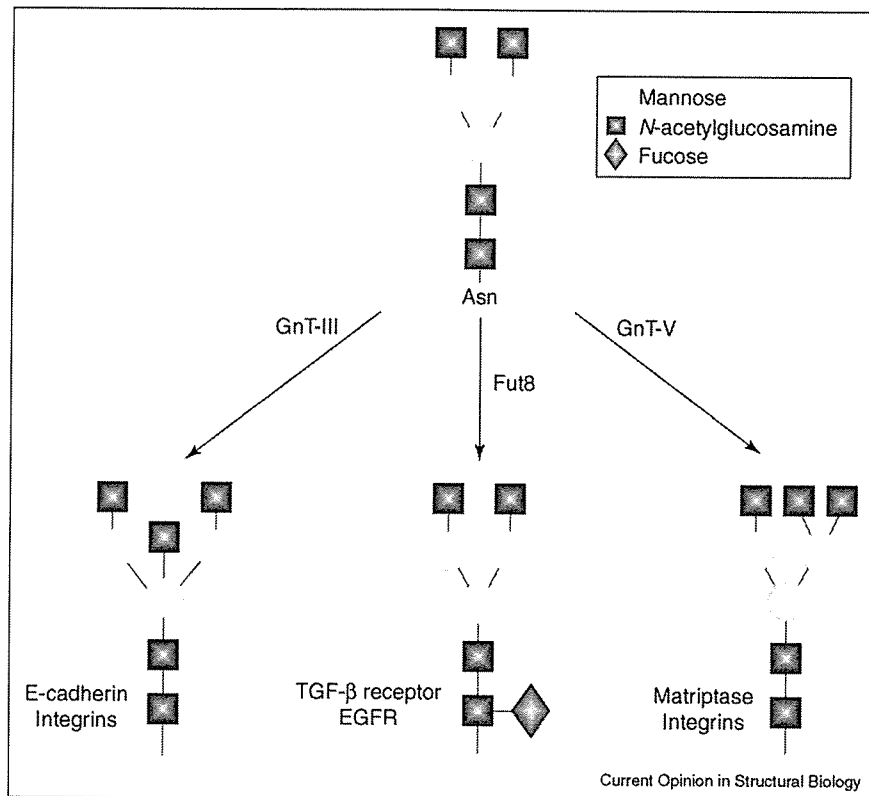 Mannose
N-acetylglucosamine
Fucose
Asn
GnT-III
Fut8
GnT-V
E-cadherin
Integrins
TGF-β receptor
EGFR
Matriptase
Integrins
Current Opinion in Structural Biology